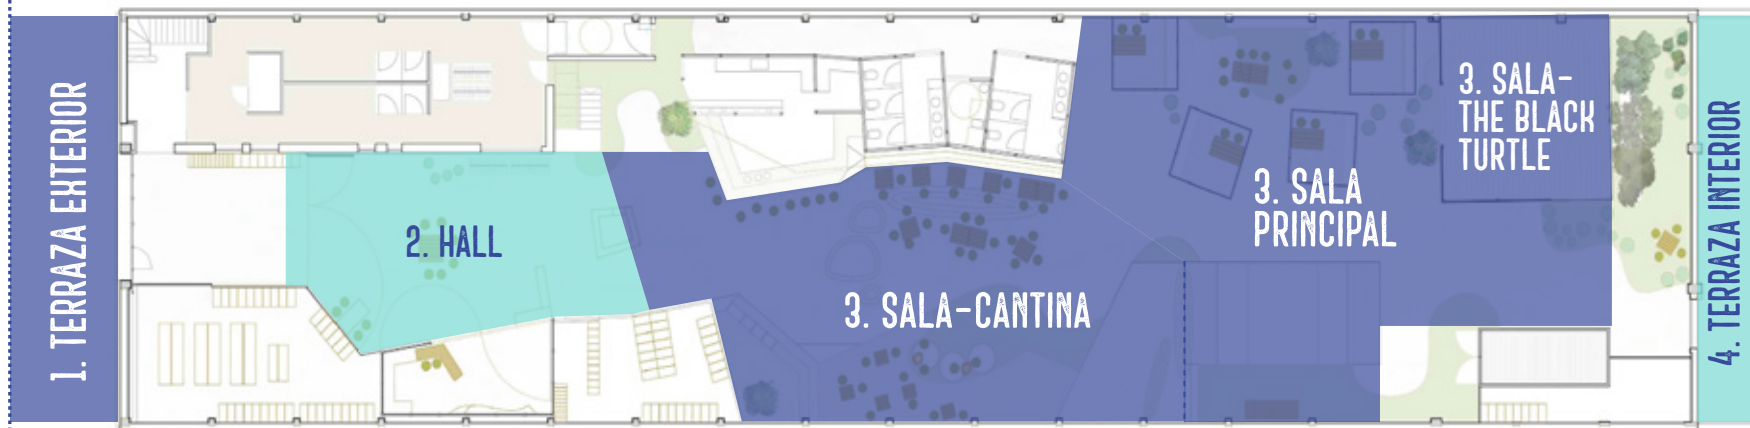 1. TERRAZA EXTERIOR
2. HALL
3. SALA-CANTINA
3. SALA
PRINCIPAL
3. SALA-
THE BLACK
TURTLE
4. TERRAZA INTERIOR